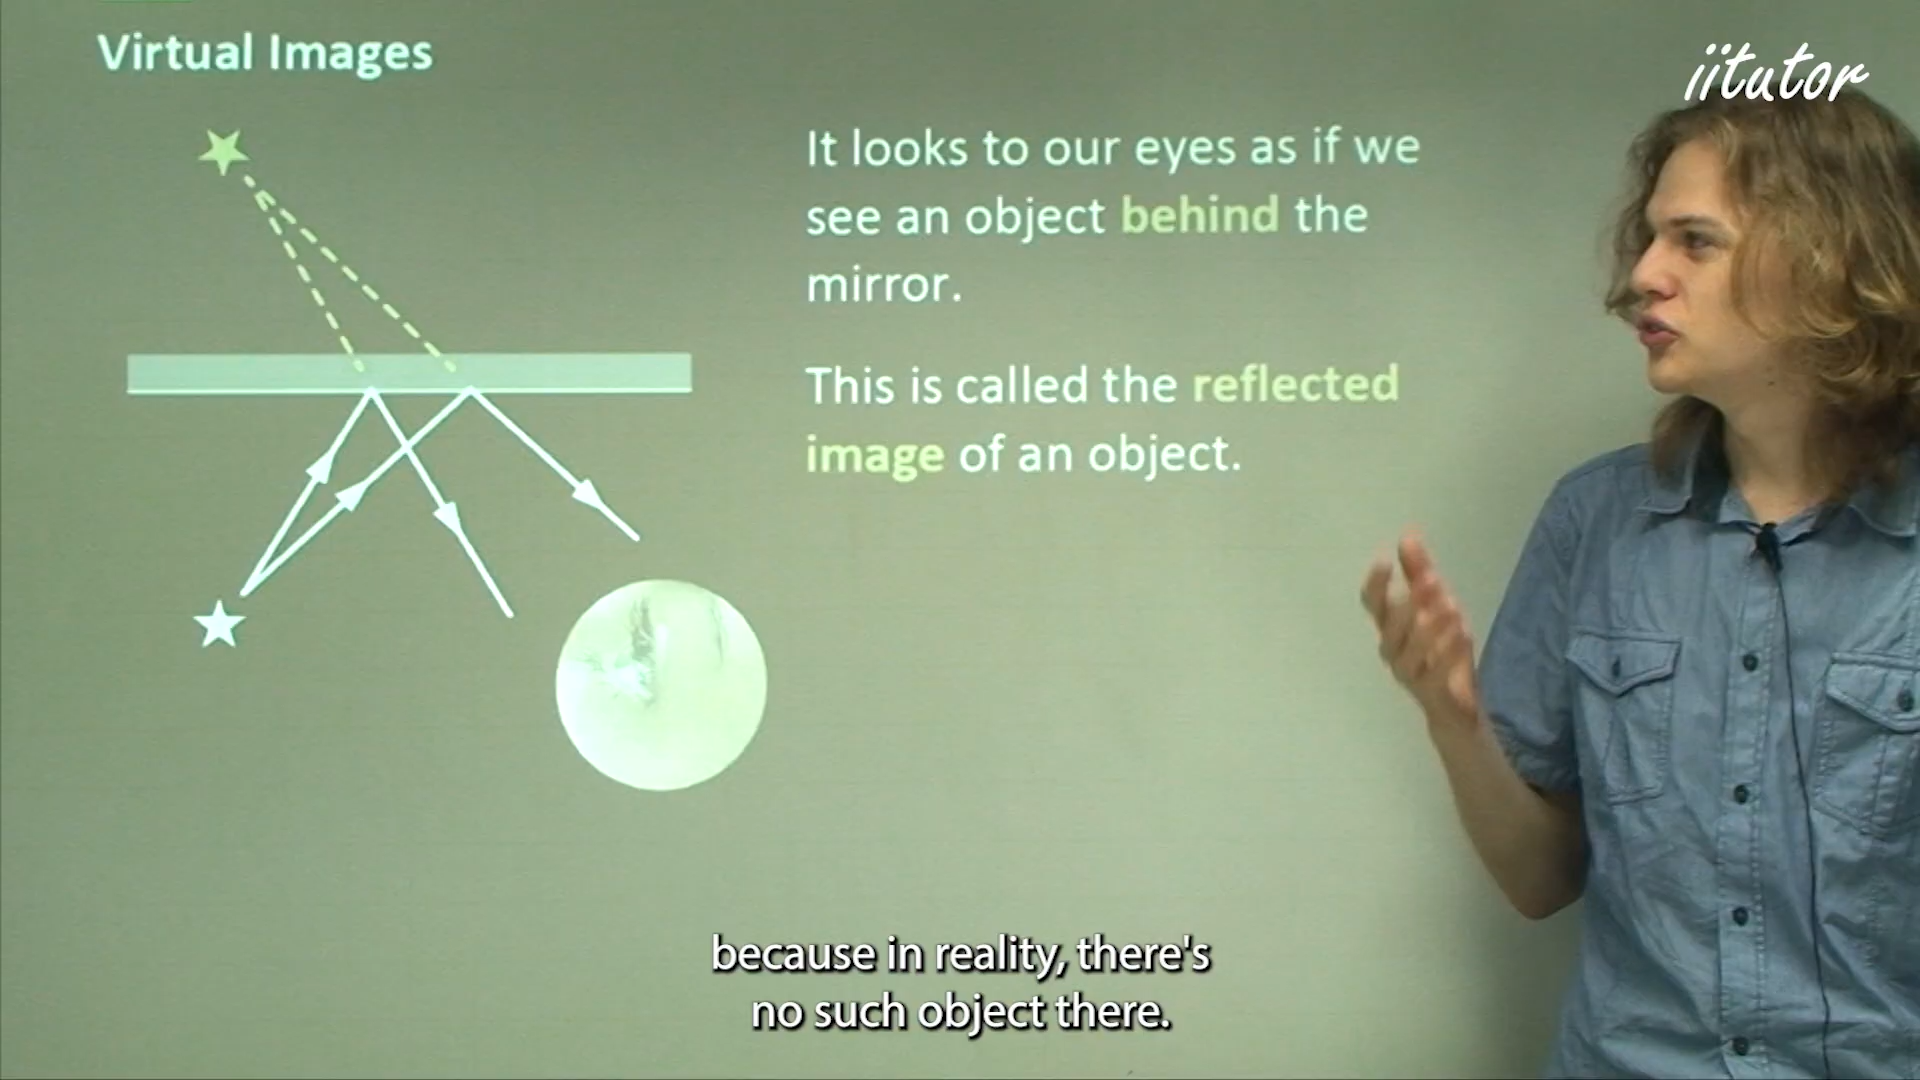 Virtual Images
iitutor
It looks to our eyes as if we
see an object behind the
mirror.
This is called the reflected
image of an object.
because in reality, there's
no such object there.